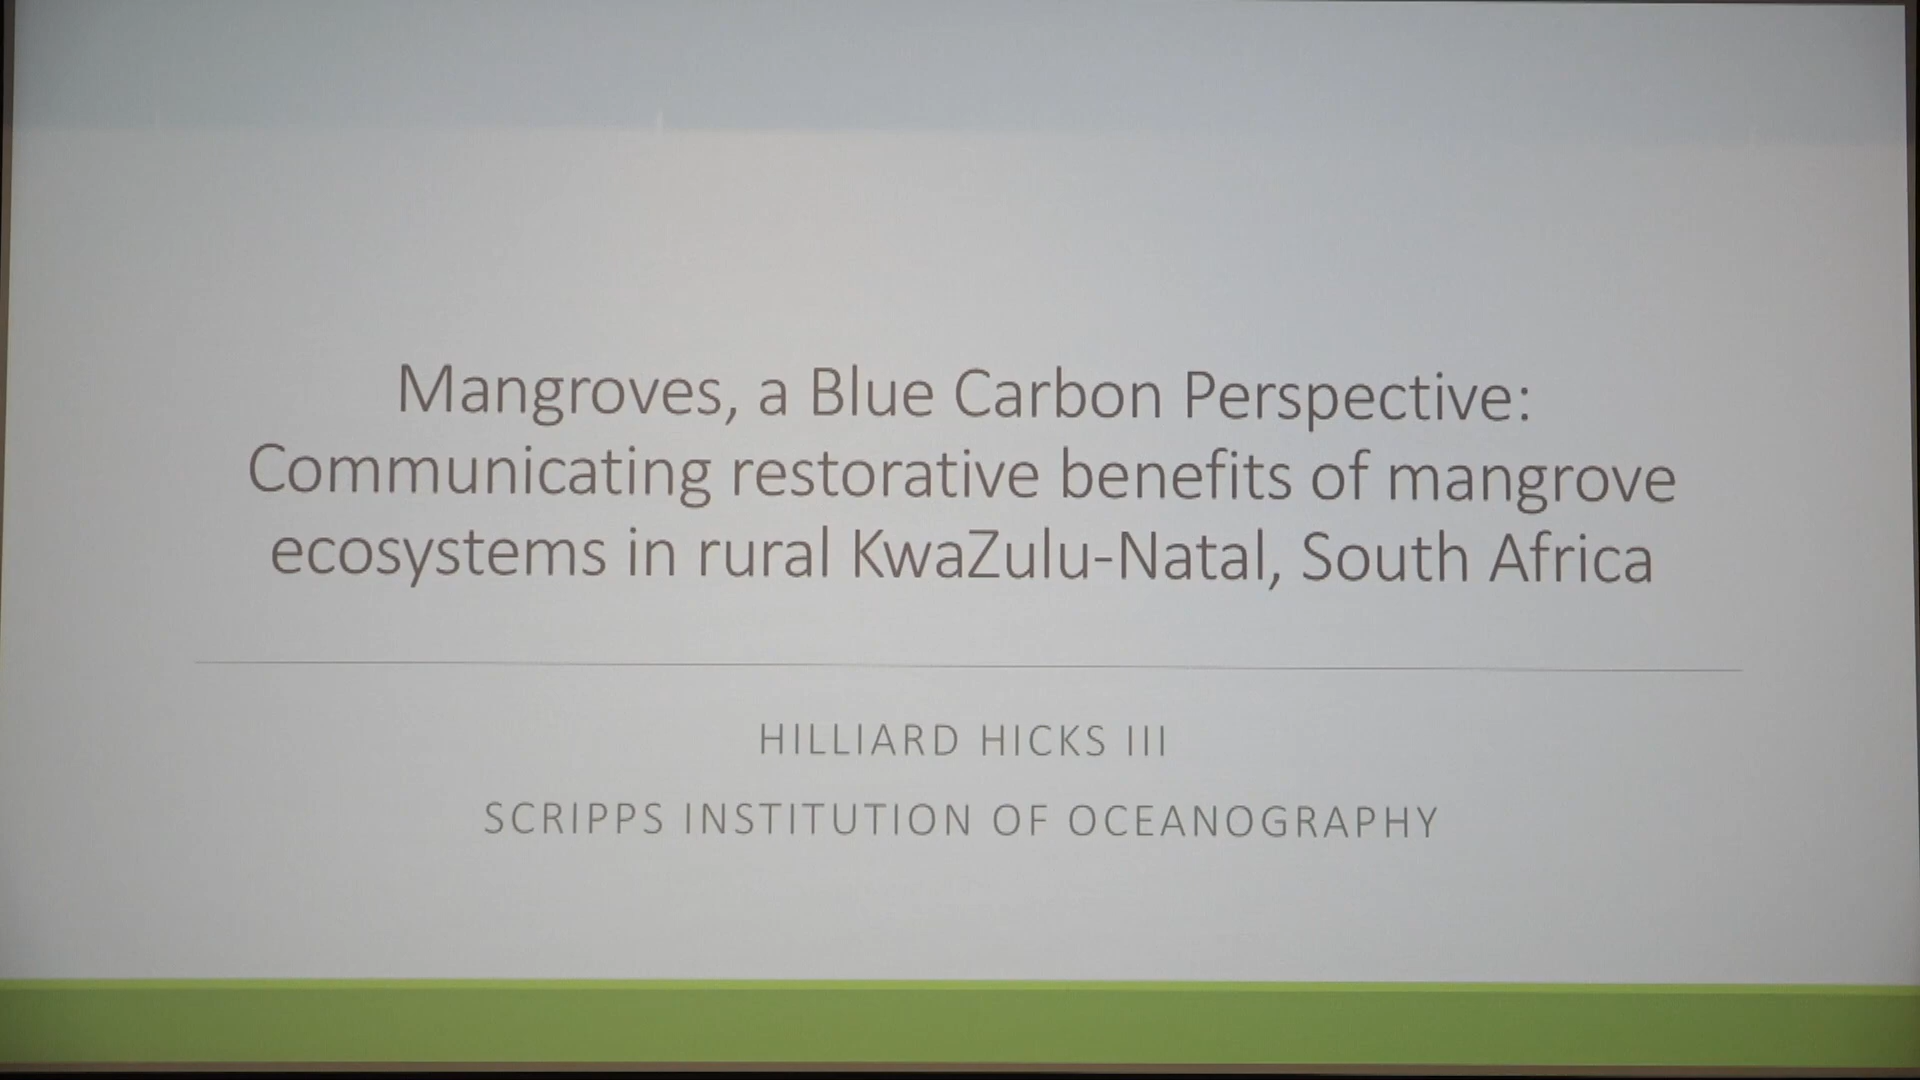 Mangroves, a Blue Carbon Perspective:
Communicating restorative benefits of mangrove
ecosystems in rural KwaZulu-Natal, South Africa
HILLIARD HICKS III
SCRIPPS INSTITUTION OF OCEANOGRAPHY